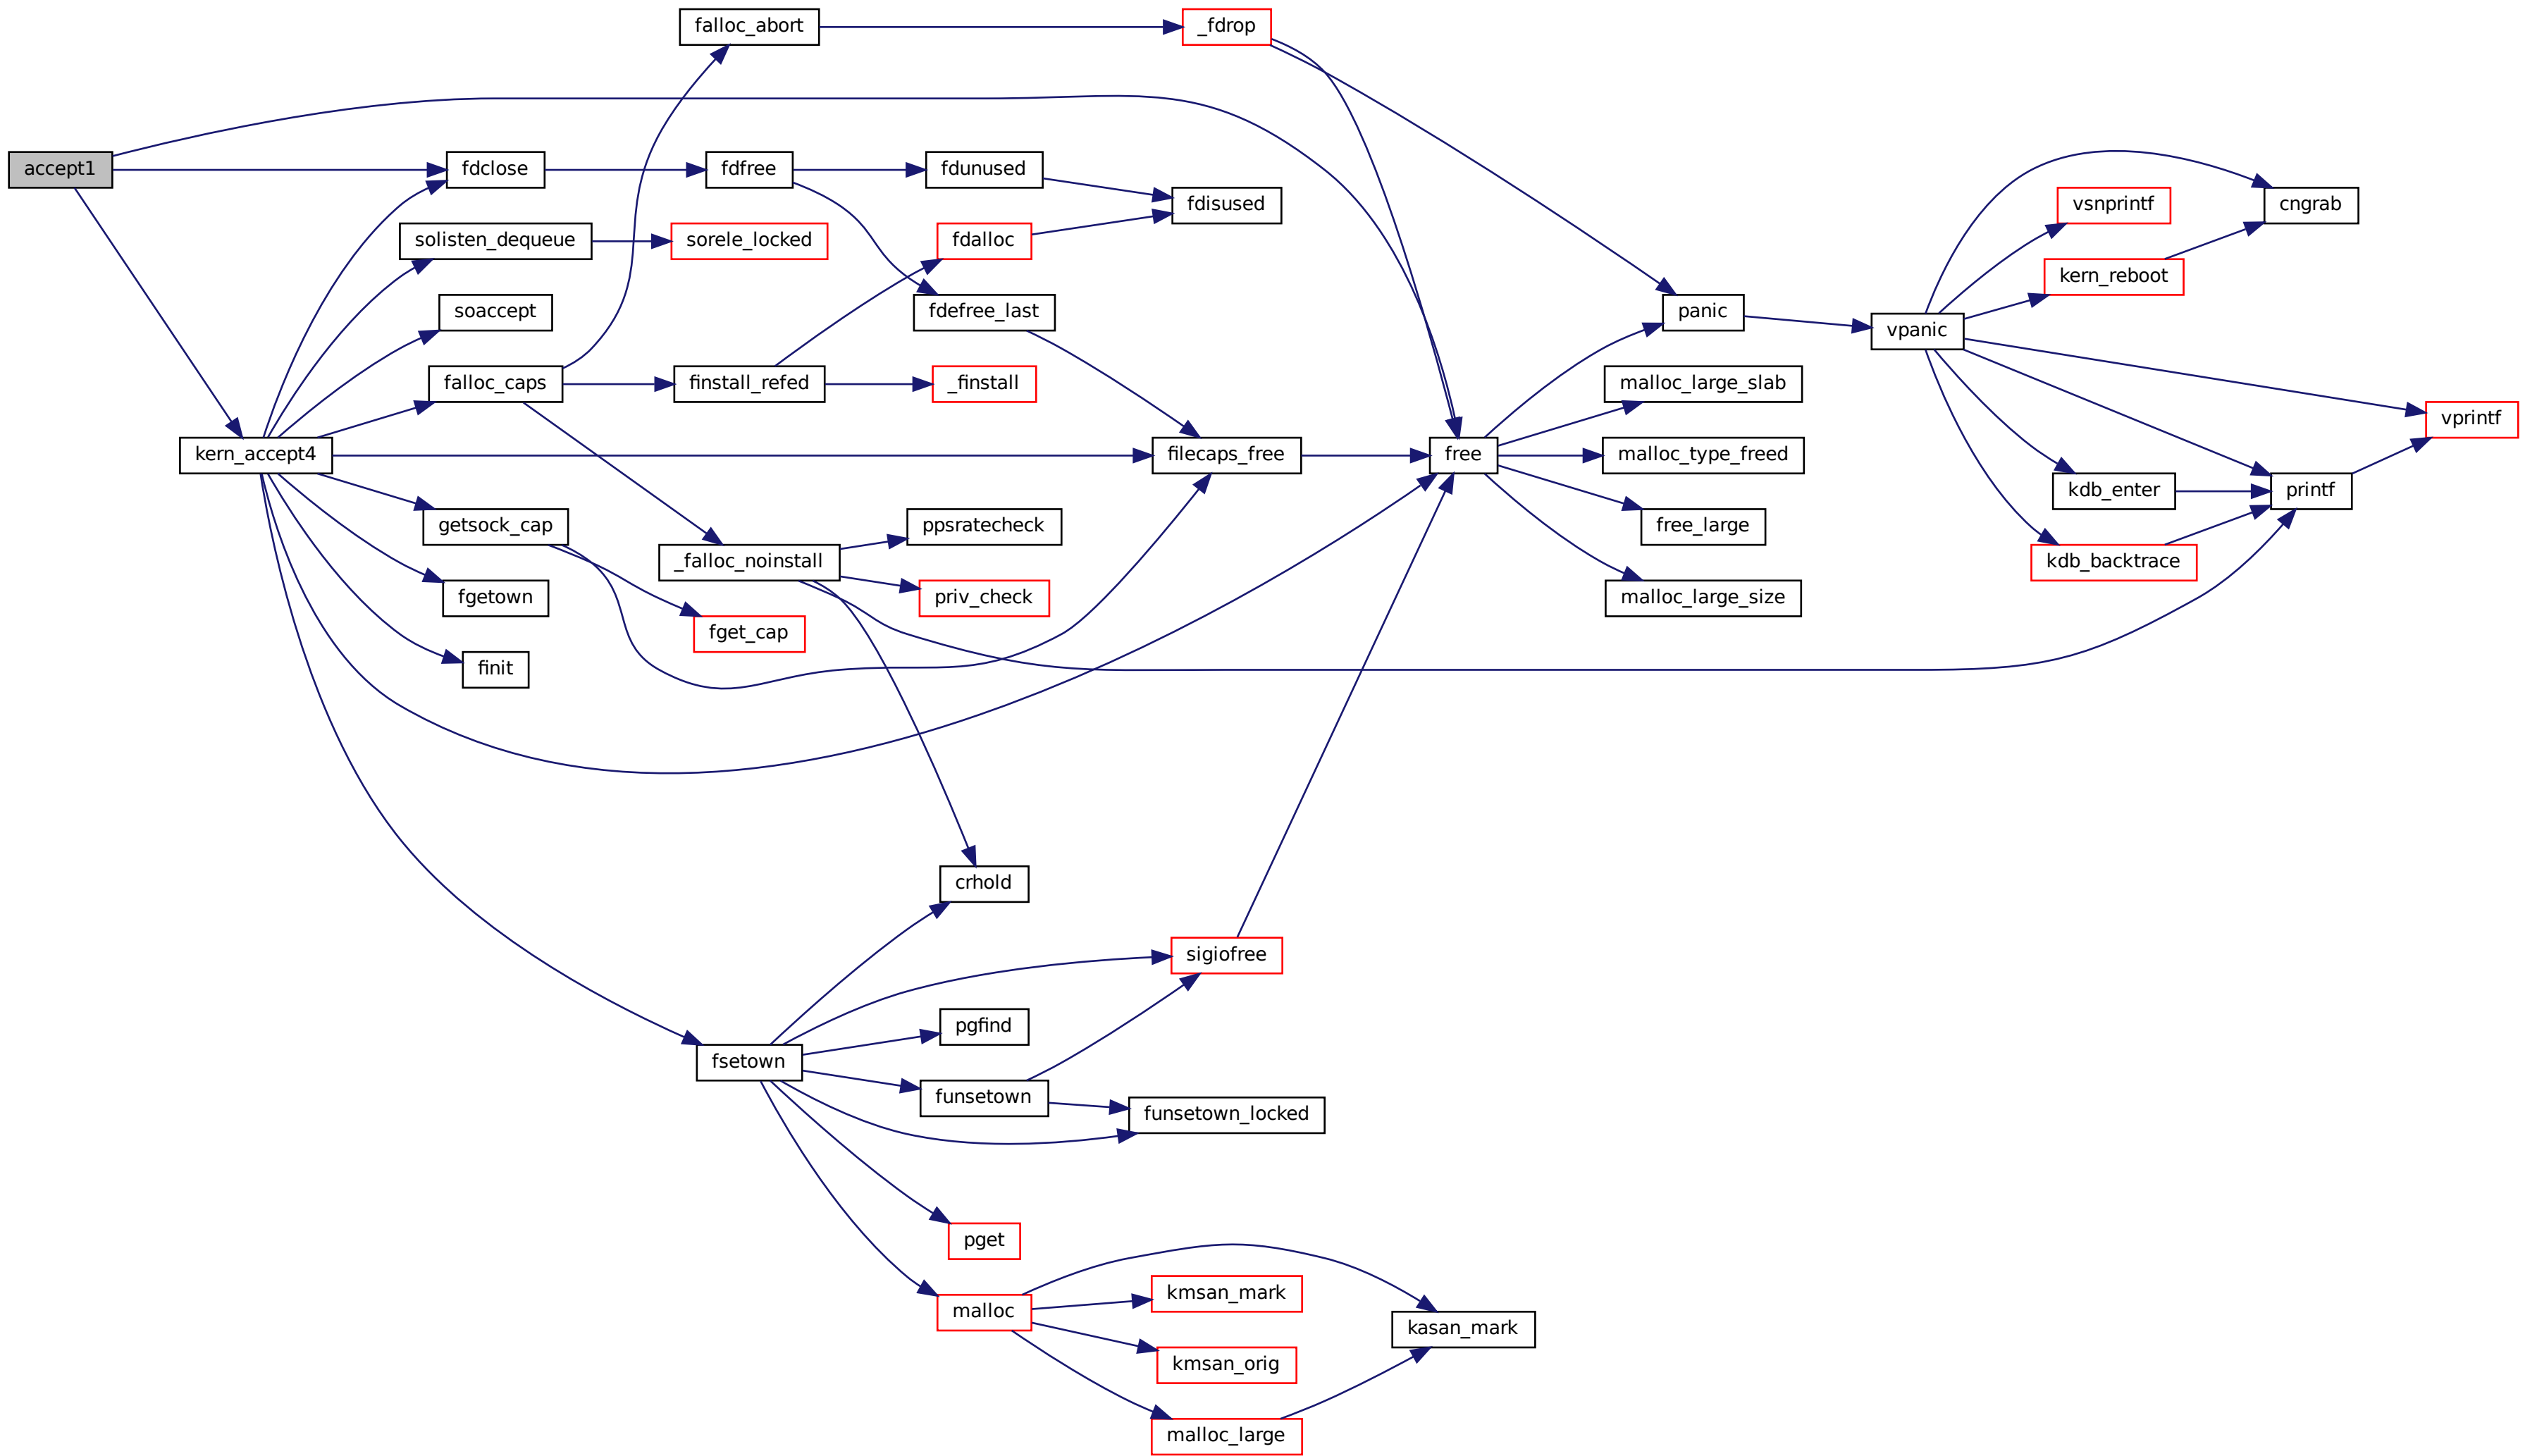 accept1
kern_accept4
fdclose
solisten_dequeue
soaccept
falloc_caps
getsock_cap
fgetown
finit
falloc_abort
fdfree
sorele_locked
finstall_refed
_falloc_noinstall
fget_cap
fsetown
fdunused
fdalloc
fdefree_last
_finstall
ppsratecheck
priv_check
crhold
pgfind
funsetown
pget
malloc
_fdrop
fdisused
filecaps_free
sigiofree
funsetown_locked
kmsan_mark
kmsan_orig
malloc_large
free
kasan_mark
panic
malloc_large_slab
malloc_type_freed
free_large
malloc_large_size
vpanic
vsnprintf
kern_reboot
kdb_enter
kdb_backtrace
cngrab
printf
vprintf